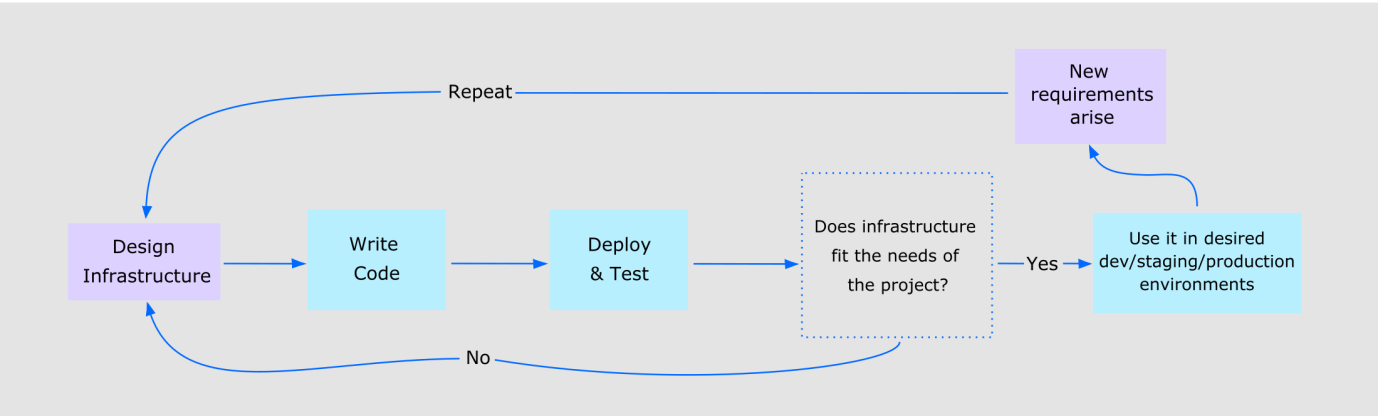 New
requirements
arise
Repeat
Design
Infrastructure
Write
Code
Deploy
& Test
Does infrastructure
fit the needs of
the project?
Yes
Use it in desired
dev/staging/production
environments
No